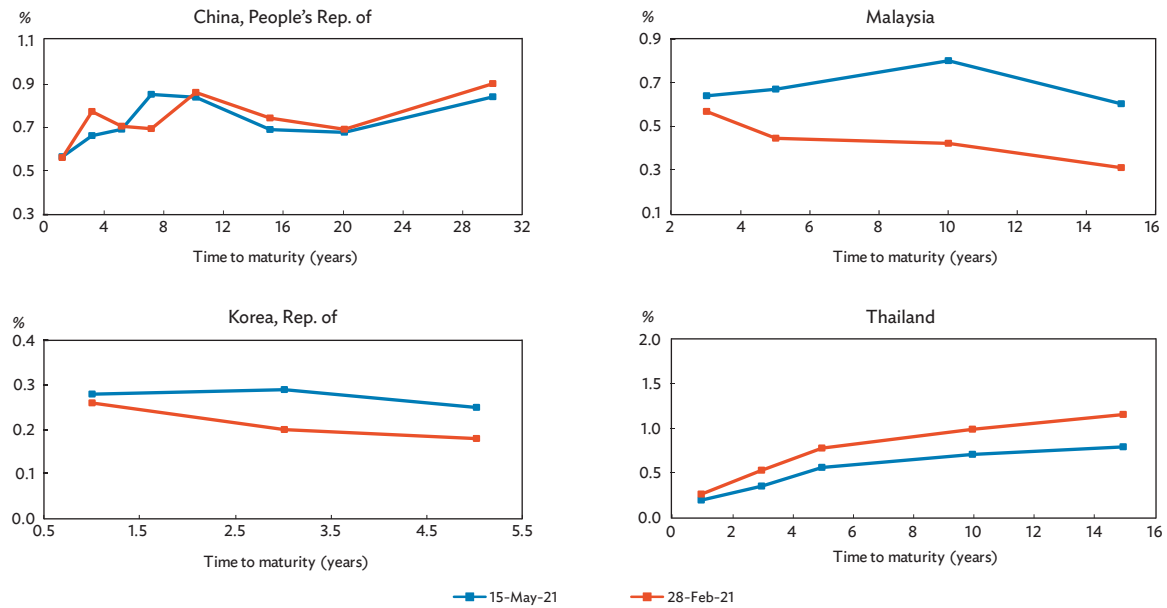 China, People's Rep. of
%
1.1
0.9
0.7
0.5
0.3
0 4 8 12 16 20 24 28 32
Time to maturity (years)
Malaysia
%
0.9
0.7
0.5
0.3
0.1
2 4 6 8 10 12 14 16
Time to maturity (years)
Korea, Rep. of
%
0.4
0.3
0.2
0.1
0.0
0.5 1.5 2.5 3.5 4.5 5.5
Time to maturity (years)
Thailand
%
2.0
1.5
1.0
0.5
0.0
0 2 4 6 8 10 12 14 16
Time to maturity (years)
15-May-21 28-Feb-21